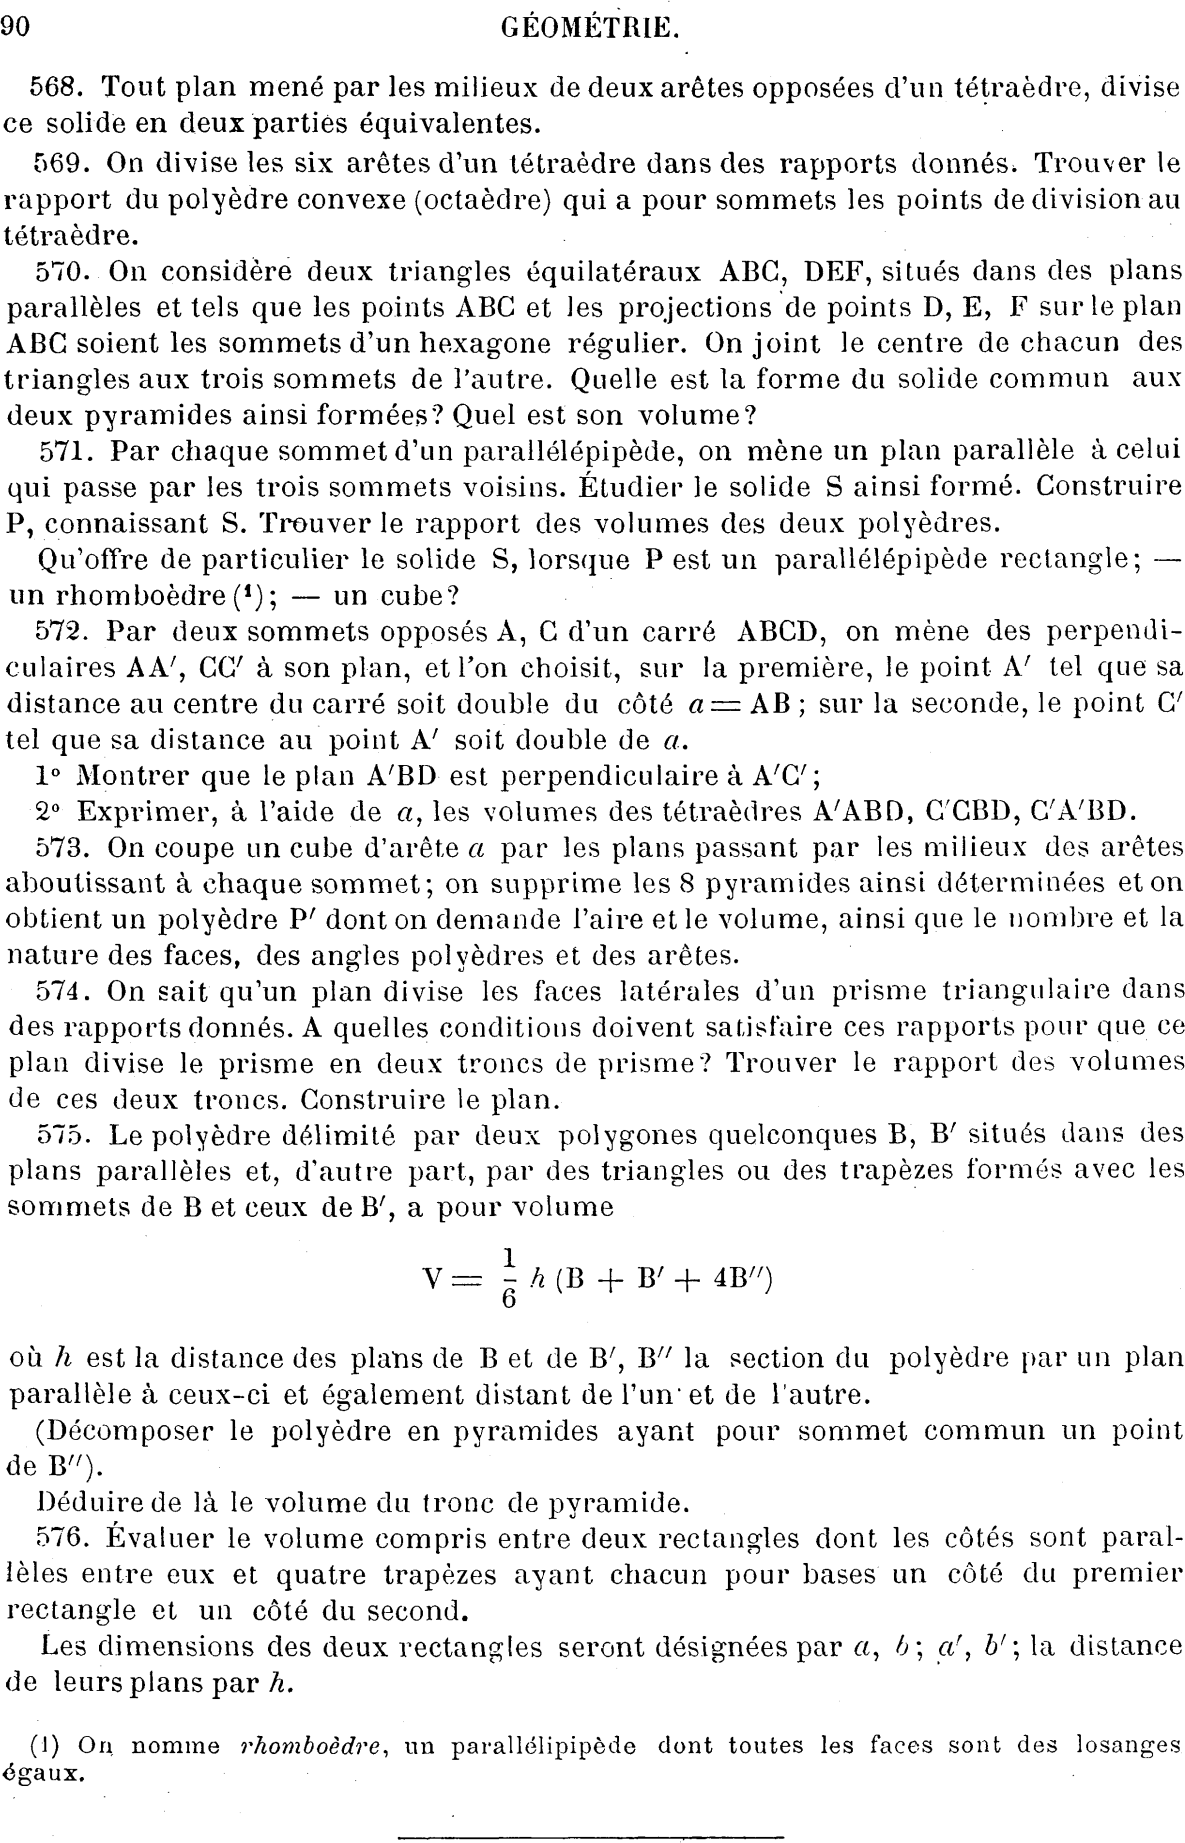 90 GÉOMÉTRIE.
568. Tout plan mené par les milieux de deux arêtes opposées d'un tétraèdre, divise
ce solide en deux parties équivalentes.
569. On divise les six arêtes d'un tétraèdre dans des rapports donnés. Trouver le
rapport du polyèdre convexe (octaèdre) qui a pour sommets les points de division au
tétraèdre.
570. On considère deux triangles équilatéraux ABC, DEF, situés dans des plans
parallèles et tels que les points ABC et les projections de points D, E, F sur le plan
ABC soient les sommets d'un hexagone régulier. On joint le centre de chacun des
triangles aux trois sommets de l'autre. Quelle est la forme du solide commun aux
deux pyramides ainsi formées? Quel est son volume?
571. Par chaque sommet d'un parallélépipède, on mène un plan parallèle à celui
qui passe par les trois sommets voisins. Étudier le solide S ainsi formé. Construire
P, connaissant S. Trouver le rapport des volumes des deux polyèdres.
Qu'offre de particulier le solide S, lorsque P est un parallélépipède rectangle; —
un rhomboèdre (¹); — un cube?
572. Par deux sommets opposés A, C d'un carré ABCD, on mène des perpendi-
culaires AA′, CC′ à son plan, et l'on choisit, sur la première, le point A′ tel que sa
distance au centre du carré soit double du côté a = AB; sur la seconde, le point C′
tel que sa distance au point A′ soit double de a.
1º Montrer que le plan A′BD est perpendiculaire à A′C′;
2º Exprimer, à l'aide de a, les volumes des tétraèdres A′ABD, C′CBD, C′A′BD.
573. On coupe un cube d'arête a par les plans passant par les milieux des arêtes
aboutissant à chaque sommet; on supprime les 8 pyramides ainsi déterminées et on
obtient un polyèdre P′ dont on demande l'aire et le volume, ainsi que le nombre et la
nature des faces, des angles polyèdres et des arêtes.
574. On sait qu'un plan divise les faces latérales d'un prisme triangulaire dans
des rapports donnés. A quelles conditions doivent satisfaire ces rapports pour que ce
plan divise le prisme en deux troncs de prisme? Trouver le rapport des volumes
de ces deux troncs. Construire le plan.
575. Le polyèdre délimité par deux polygones quelconques B, B′ situés dans des
plans parallèles et, d'autre part, par des triangles ou des trapèzes formés avec les
sommets de B et ceux de B′, a pour volume
V = 1/6 h (B + B′ + 4B″)
où h est la distance des plans de B et de B′, B″ la section du polyèdre par un plan
parallèle à ceux-ci et également distant de l'un et de l'autre.
(Décomposer le polyèdre en pyramides ayant pour sommet commun un point
de B″).
Déduire de là le volume du tronc de pyramide.
576. Évaluer le volume compris entre deux rectangles dont les côtés sont paral-
lèles entre eux et quatre trapèzes ayant chacun pour bases un côté du premier
rectangle et un côté du second.
Les dimensions des deux rectangles seront désignées par a, b; a′, b′; la distance
de leurs plans par h.
(1) On nomme rhomboèdre, un parallélipipède dont toutes les faces sont des losanges
égaux.